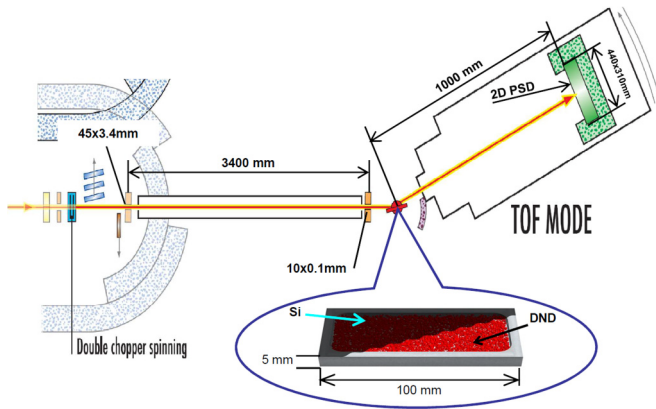 1000 mm
440x310mm
2D PSD
45x3.4mm
3400 mm
TOF MODE
10x0.1mm
Si
DND
Double chopper spinning
5 mm
100 mm